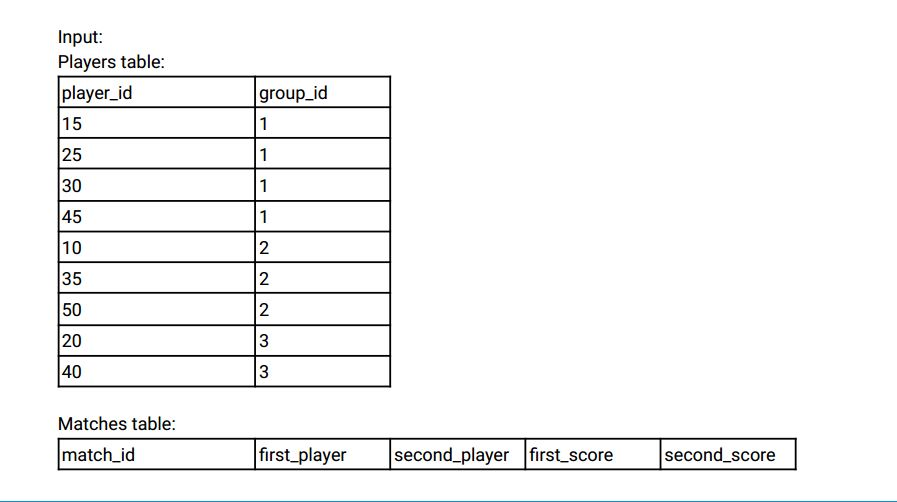 Input:
Players table:
player_id group_id
15 1
25 1
30 1
45 1
10 2
35 2
50 2
20 3
40 3
Matches table:
match_id first_player second_player first_score second_score